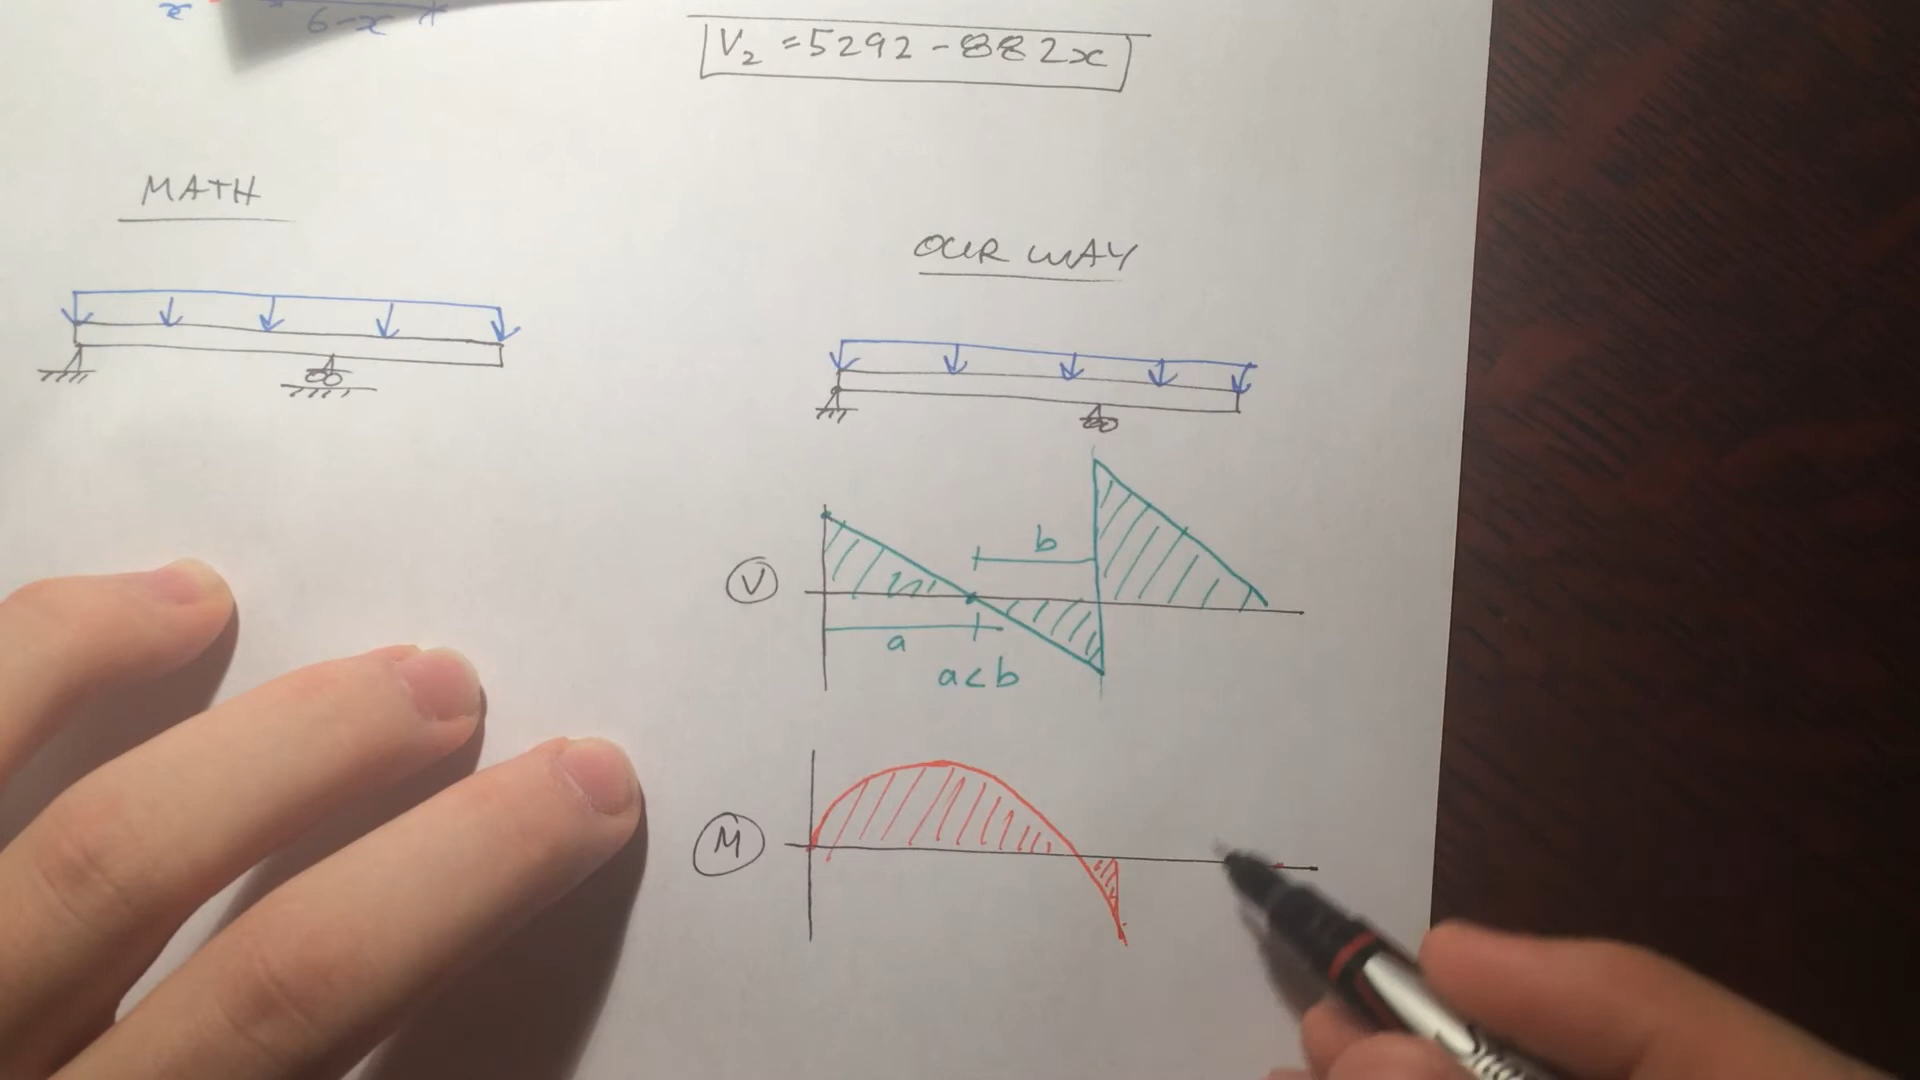 x
6-x
V₂ = 5292 - 882x
MATH
OUR WAY
b
V
a
a<b
M